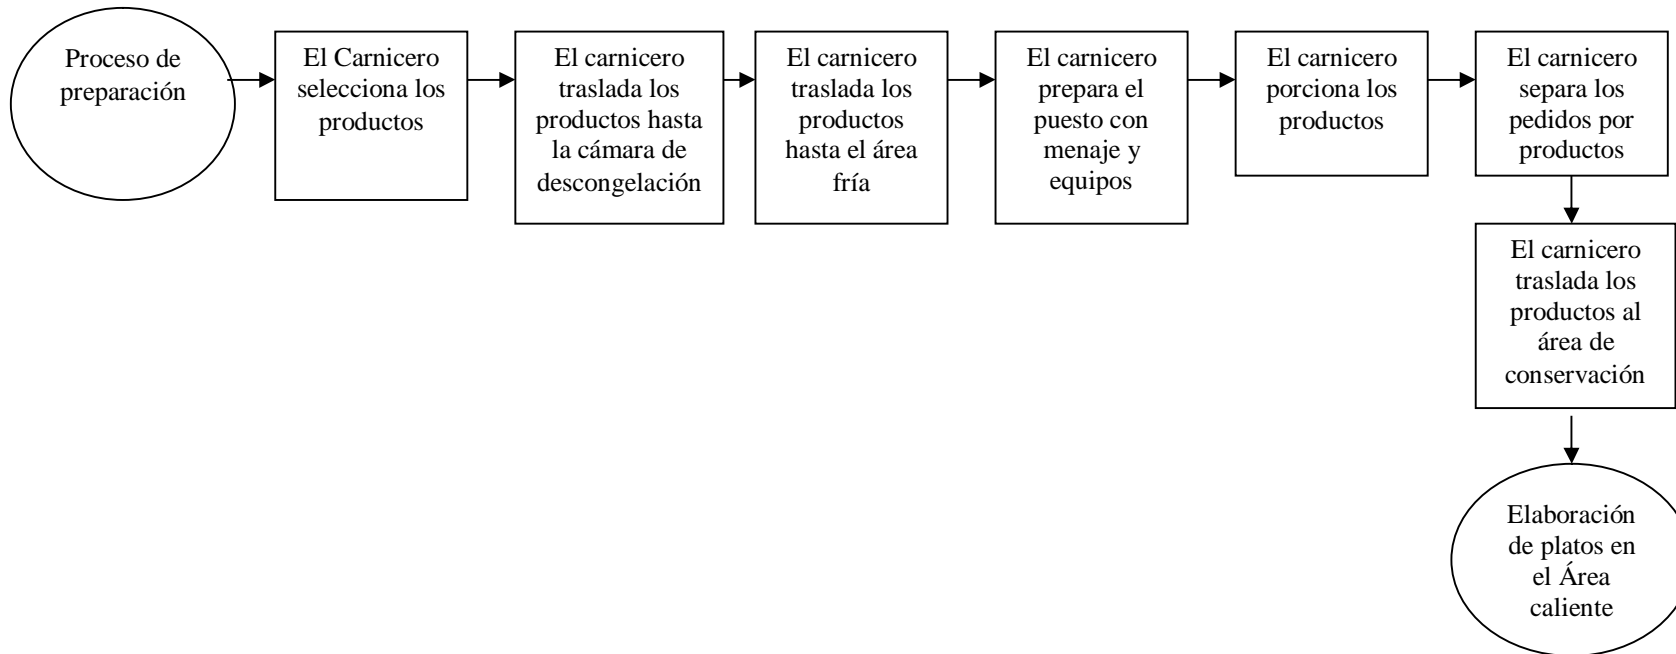 Proceso de
preparación
El Carnicero
selecciona los
productos
El carnicero
traslada los
productos hasta
la cámara de
descongelación
El carnicero
traslada los
productos
hasta el área
fría
El carnicero
prepara el
puesto con
menaje y
equipos
El carnicero
porciona los
productos
El carnicero
separa los
pedidos por
productos
El carnicero
traslada los
productos al
área de
conservación
Elaboración
de platos en
el Área
caliente